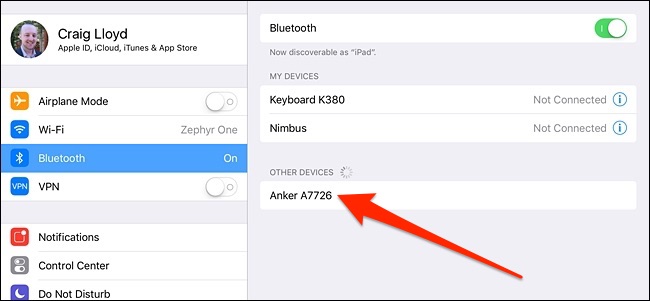 Craig Lloyd
Apple ID, iCloud, iTunes & App Store
Airplane Mode
Wi-Fi Zephyr One
Bluetooth On
VPN VPN
Notifications
Control Center
Do Not Disturb
Bluetooth
Now discoverable as “iPad”.
MY DEVICES
Keyboard K380 Not Connected
Nimbus Not Connected
OTHER DEVICES
Anker A7726